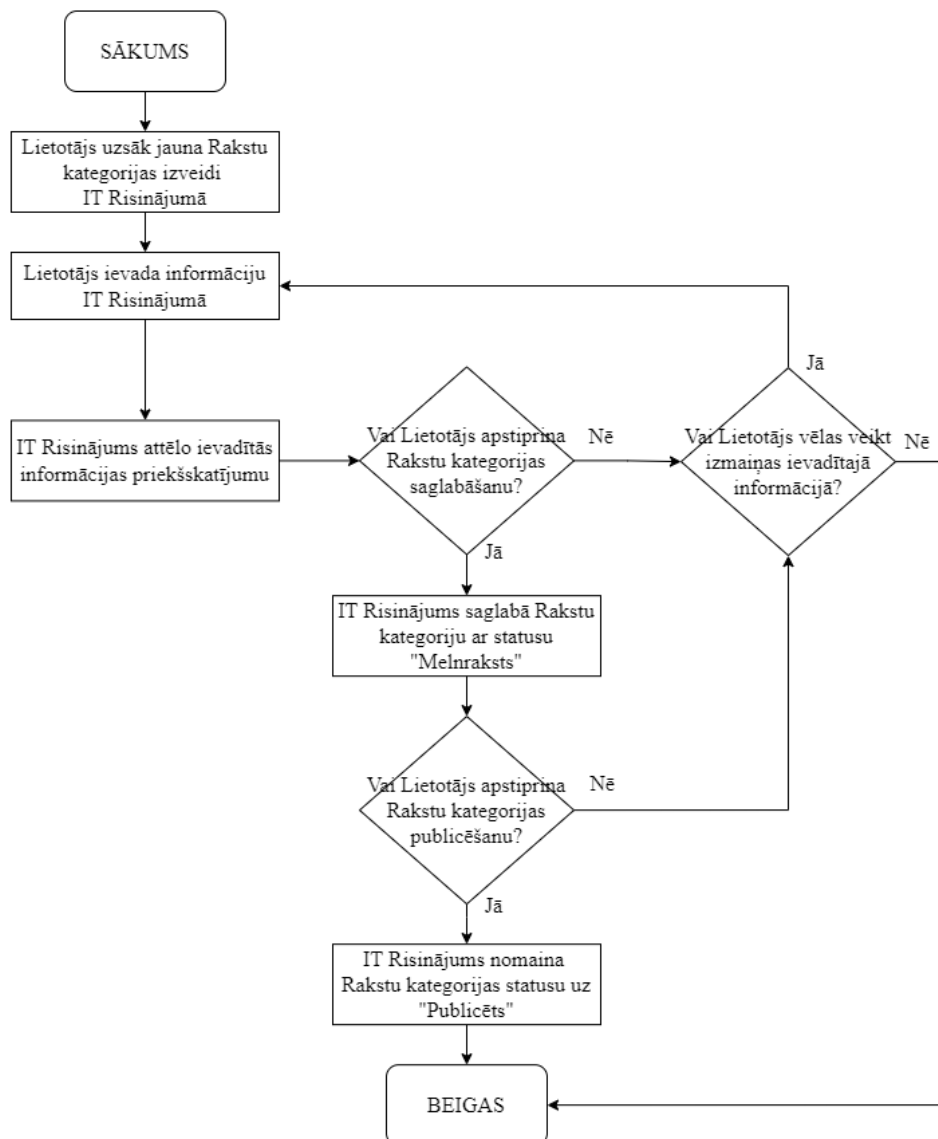 SĀKUMS
Lietotājs uzsāk jauna Rakstu
kategorijas izveidi
IT Risinājumā
Lietotājs ievada informāciju
IT Risinājumā
IT Risinājums attēlo ievadītās
informācijas priekšskatījumu
Vai Lietotājs apstiprina
Rakstu kategorijas
saglabāšanu?
Nē
Jā
Vai Lietotājs vēlas veikt
izmaiņas ievadītajā
informācijā?
Jā
Nē
IT Risinājums saglabā Rakstu
kategoriju ar statusu
"Melnraksts"
Vai Lietotājs apstiprina
Rakstu kategorijas
publicēšanu?
Nē
Jā
IT Risinājums nomaina
Rakstu kategorijas statusu uz
"Publicēts"
BEIGAS